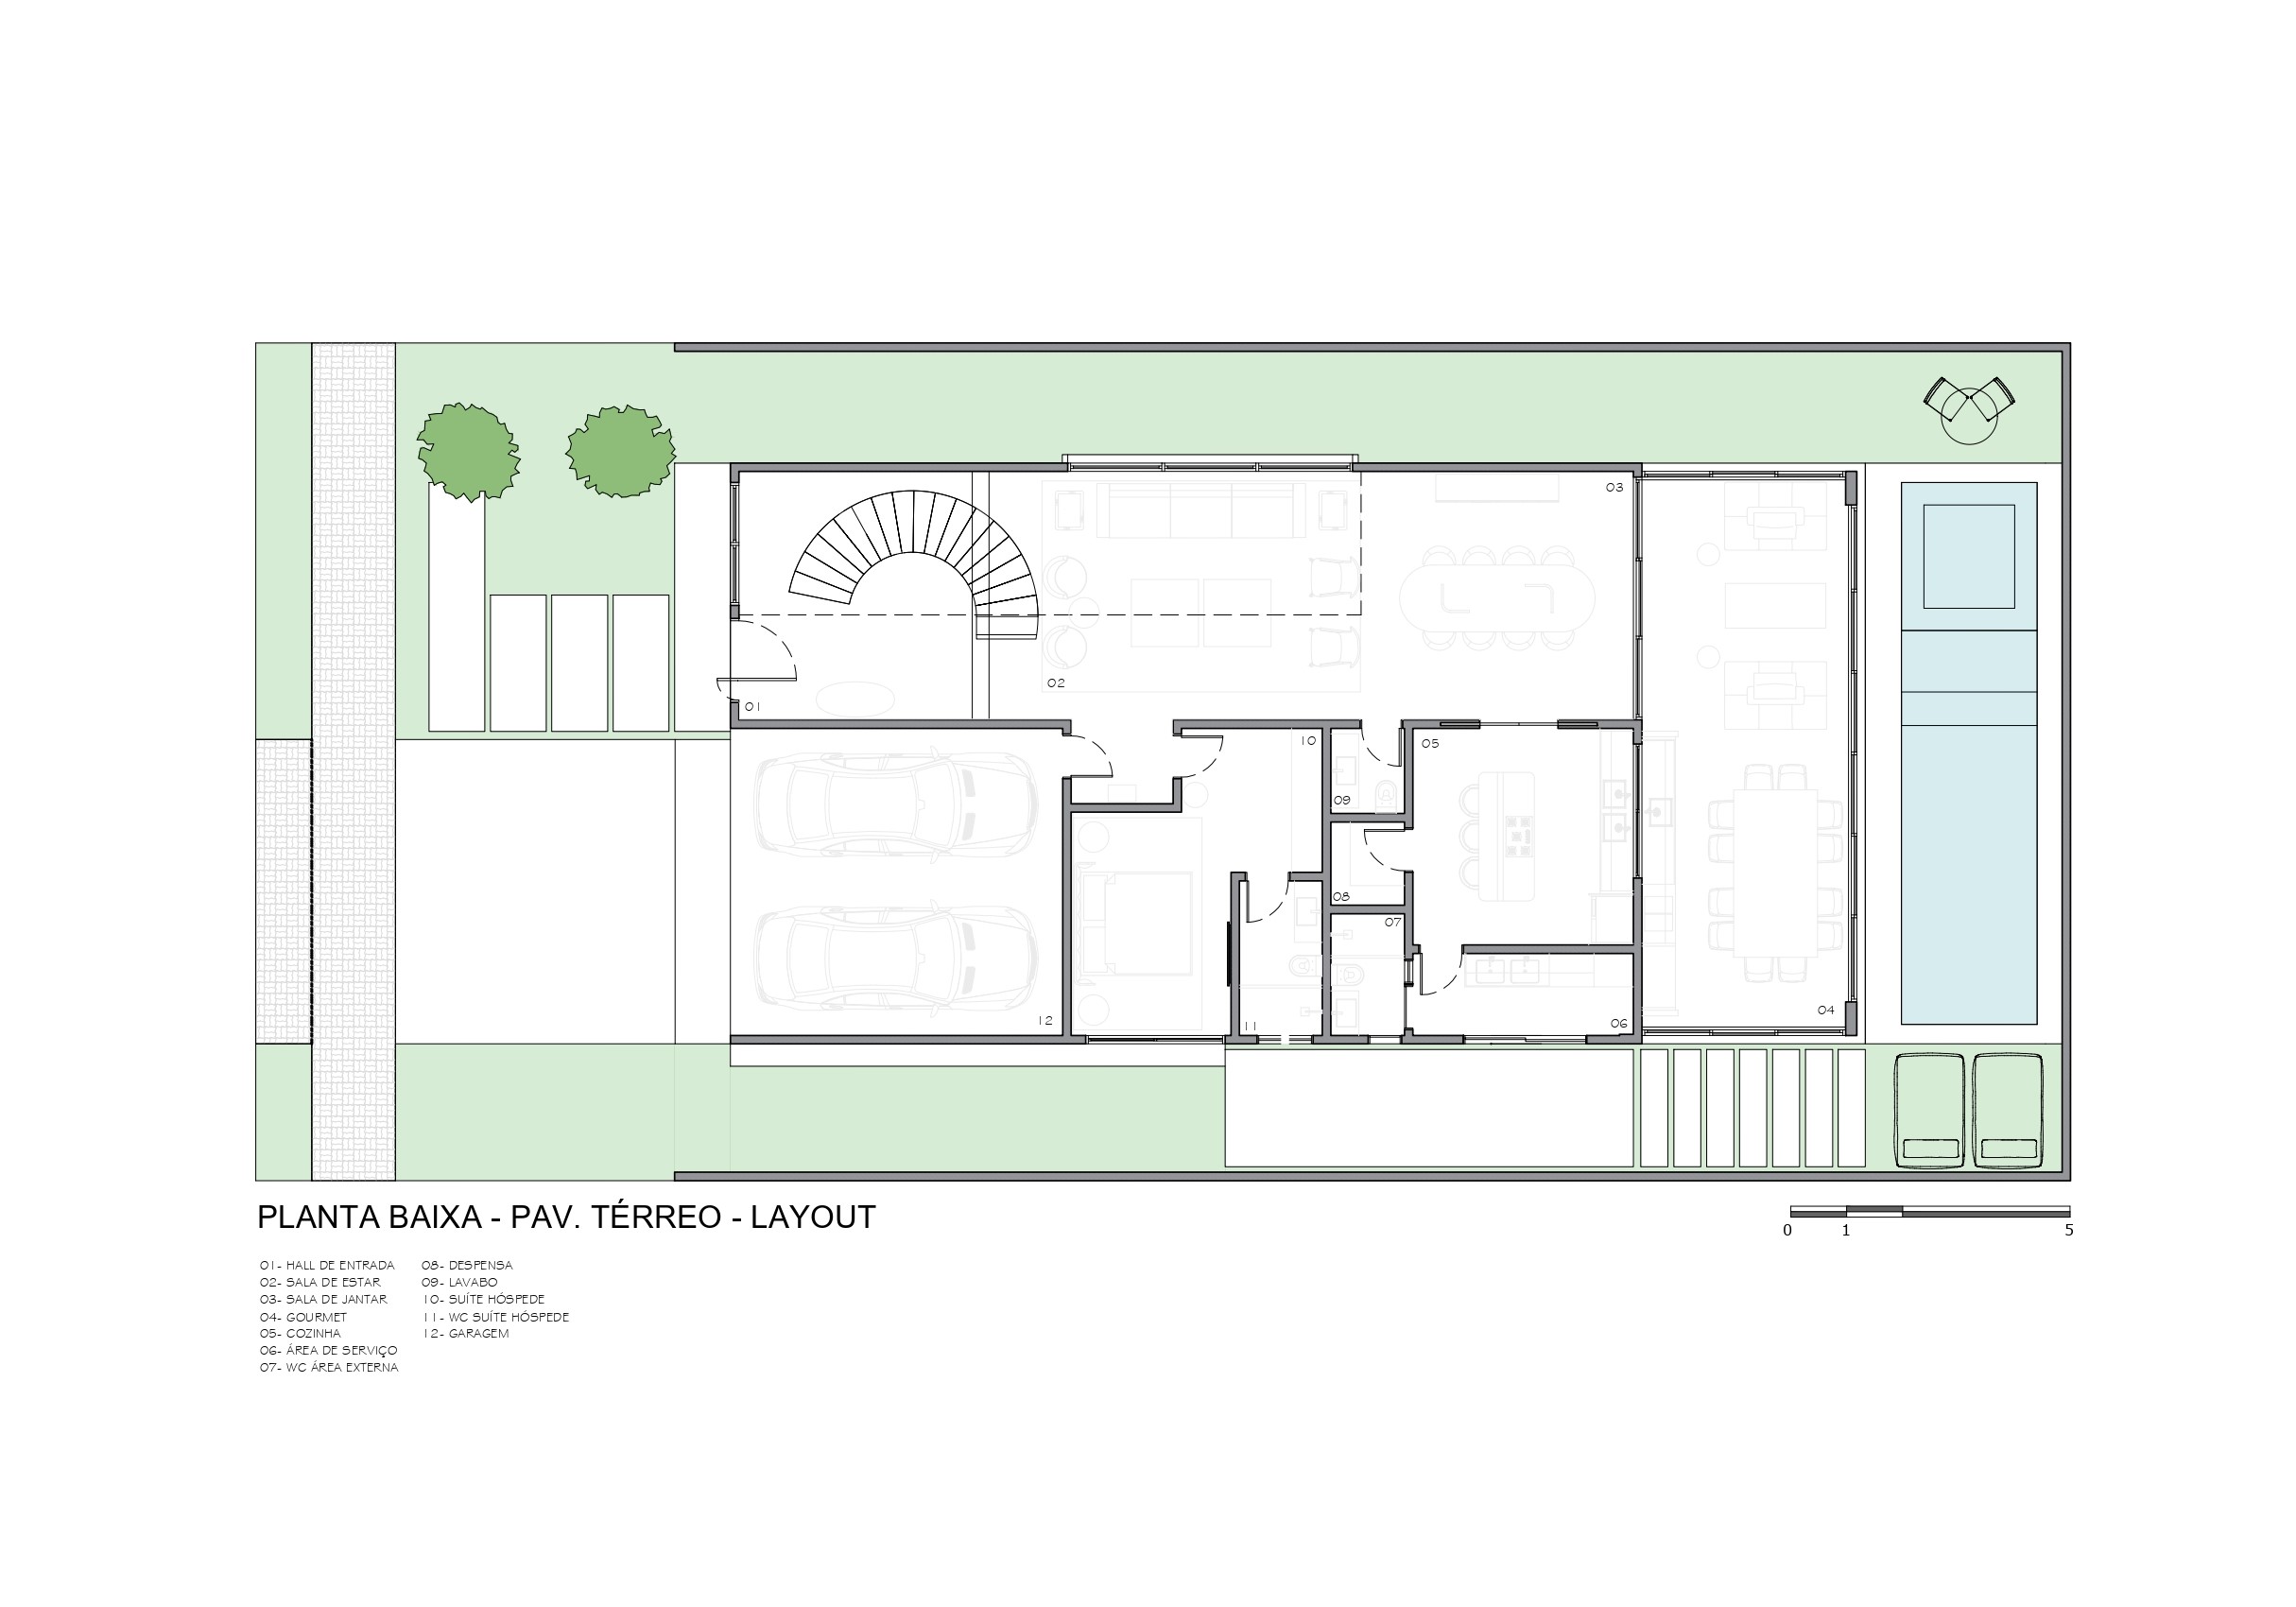 03
02
01
10
05
09
08
07
12
11
06
04
PLANTA BAIXA - PAV. TÉRREO - LAYOUT
0 1 5
01- HALL DE ENTRADA
02- SALA DE ESTAR
03- SALA DE JANTAR
04- GOURMET
05- COZINHA
06- ÁREA DE SERVIÇO
07- WC ÁREA EXTERNA
08- DESPENSA
09- LAVABO
10- SUÍTE HÓSPEDE
11- WC SUÍTE HÓSPEDE
12- GARAGEM